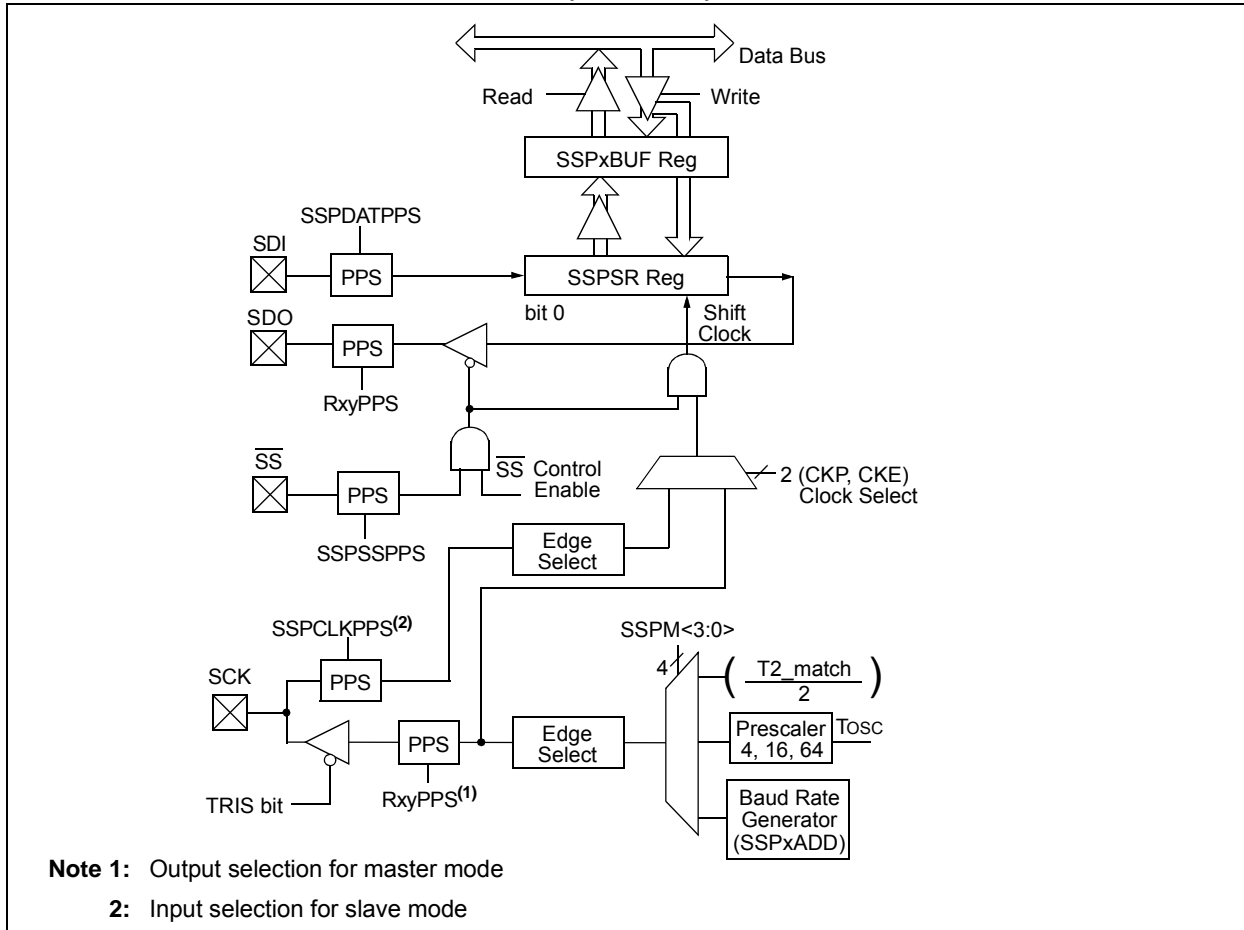 Data Bus
Read
Write
SSPxBUF Reg
SSPDATPPS
SDI
PPS
SSPSR Reg
bit 0
Shift
Clock
SDO
PPS
RxyPPS
SS
PPS
SS Control
Enable
2 (CKP, CKE)
Clock Select
SSPSSPPS
Edge
Select
SSPCLKPPS(2)
SSPM<3:0>
4
SCK
PPS
( T2_match
2 )
Prescaler
4, 16, 64
TOSC
PPS
Edge
Select
TRIS bit
RxyPPS(1)
Baud Rate
Generator
(SSPxADD)
Note 1: Output selection for master mode
2: Input selection for slave mode